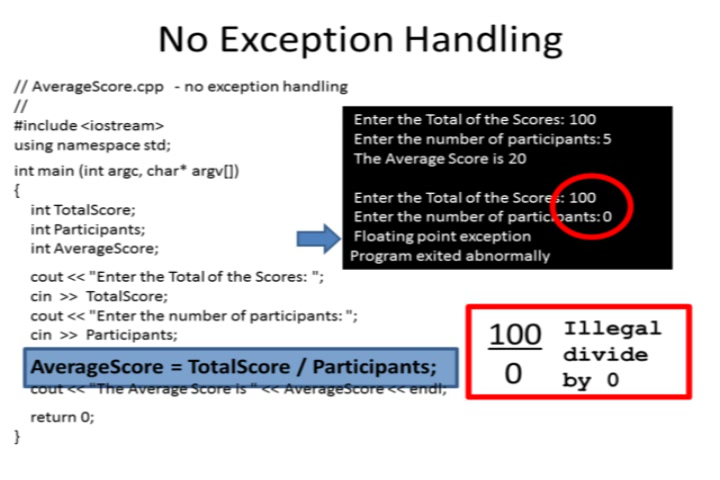 No Exception Handling
// AverageScore.cpp - no exception handling
//
#include <iostream>
using namespace std;
int main (int argc, char* argv[])
{
int TotalScore;
int Participants;
int AverageScore;
cout << "Enter the Total of the Scores: ";
cin >> TotalScore;
cout << "Enter the number of participants: ";
cin >> Participants;
AverageScore = TotalScore / Participants;
cout << "The Average Score is " << AverageScore << endl;
return 0;
}
Enter the Total of the Scores: 100
Enter the number of participants: 5
The Average Score is 20
Enter the Total of the Scores: 100
Enter the number of participants: 0
Floating point exception
Program exited abnormally
100
0
Illegal
divide
by 0